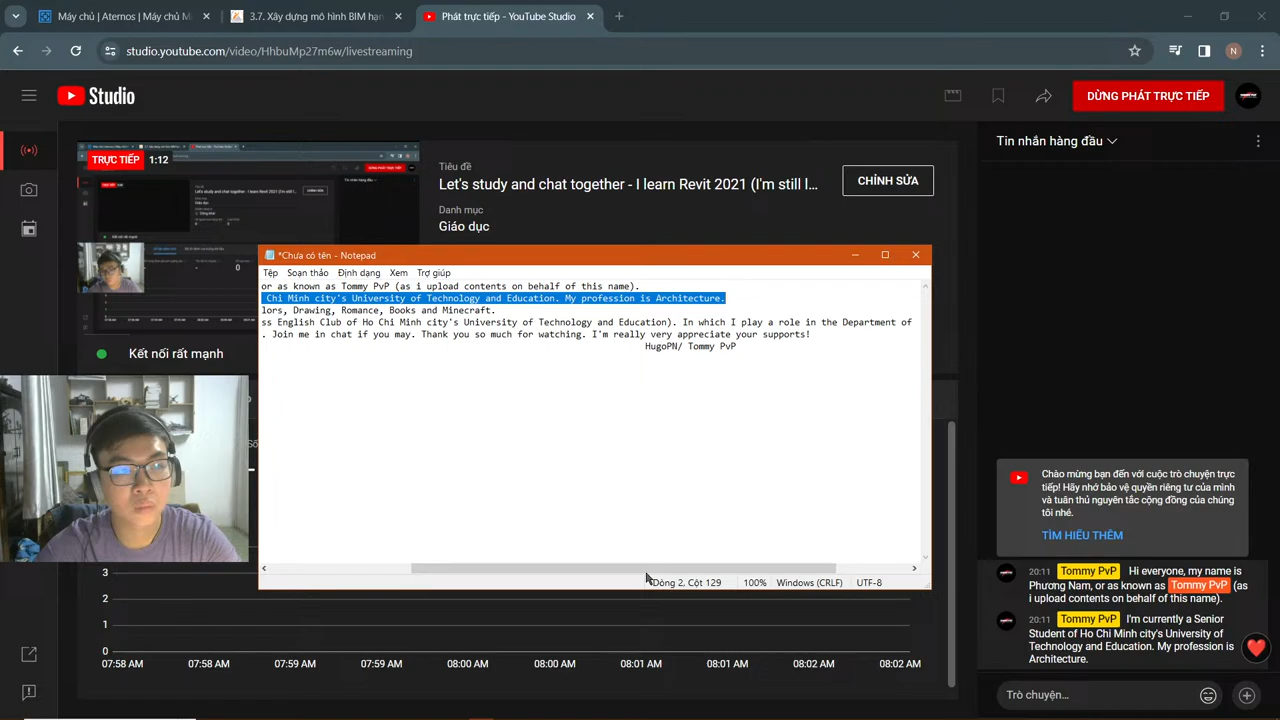 Máy chủ | Aternos | Máy chủ Mi
3.7. Xây dựng mô hình BIM hạn
Phát trực tiếp - YouTube Studio
studio.youtube.com/video/HhbuMp27m6w/livestreaming
N
Studio
DỪNG PHÁT TRỰC TIẾP
TRỰC TIẾP 1:12
Tiêu đề
Let's study and chat together - I learn Revit 2021 (I'm still l...
CHỈNH SỬA
Danh mục
Giáo dục
Tin nhắn hàng đầu
Kết nối rất mạnh
*Chưa có tên - Notepad
Tệp Soạn thảo Định dạng Xem Trợ giúp
or as known as Tommy PvP (as i upload contents on behalf of this name).
Chi Minh city's University of Technology and Education. My profession is Architecture.
lors, Drawing, Romance, Books and Minecraft.
ss English Club of Ho Chi Minh city's University of Technology and Education). In which I play a role in the Department of
. Join me in chat if you may. Thank you so much for watching. I'm really very appreciate your supports!
HugoPN/ Tommy PvP
Dòng 2, Cột 129 100% Windows (CRLF) UTF-8
Số
3
2
1
0
07:58 AM 07:58 AM 07:59 AM 07:59 AM 08:00 AM 08:00 AM 08:01 AM 08:01 AM 08:02 AM 08:02 AM
Chào mừng bạn đến với cuộc trò chuyện trực
tiếp! Hãy nhớ bảo vệ quyền riêng tư của mình
và tuân thủ nguyên tắc cộng đồng của chúng
tôi nhé.
TÌM HIỂU THÊM
20:11 Tommy PvP Hi everyone, my name is
Phương Nam, or as known as Tommy PvP (as
i upload contents on behalf of this name).
20:11 Tommy PvP I'm currently a Senior
Student of Ho Chi Minh city's University of
Technology and Education. My profession is
Architecture.
Trò chuyện...